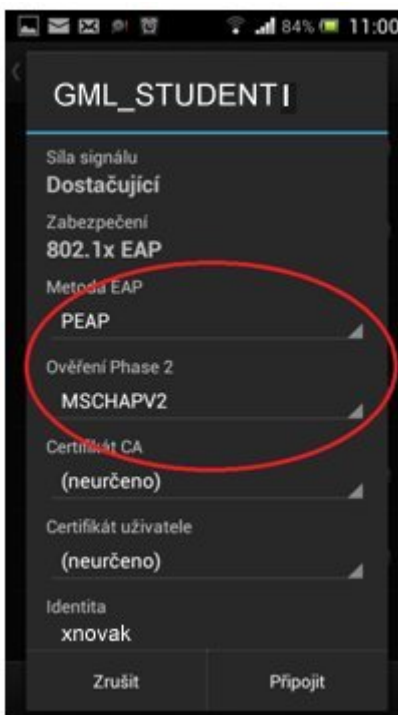 84% 11:00
GML_STUDENTI
Síla signálu
Dostačující
Zabezpečení
802.1x EAP
Metoda EAP
PEAP
Ověření Phase 2
MSCHAPV2
Certifikát CA
(neurčeno)
Certifikát uživatele
(neurčeno)
Identita
xnovak
Zrušit Připojit